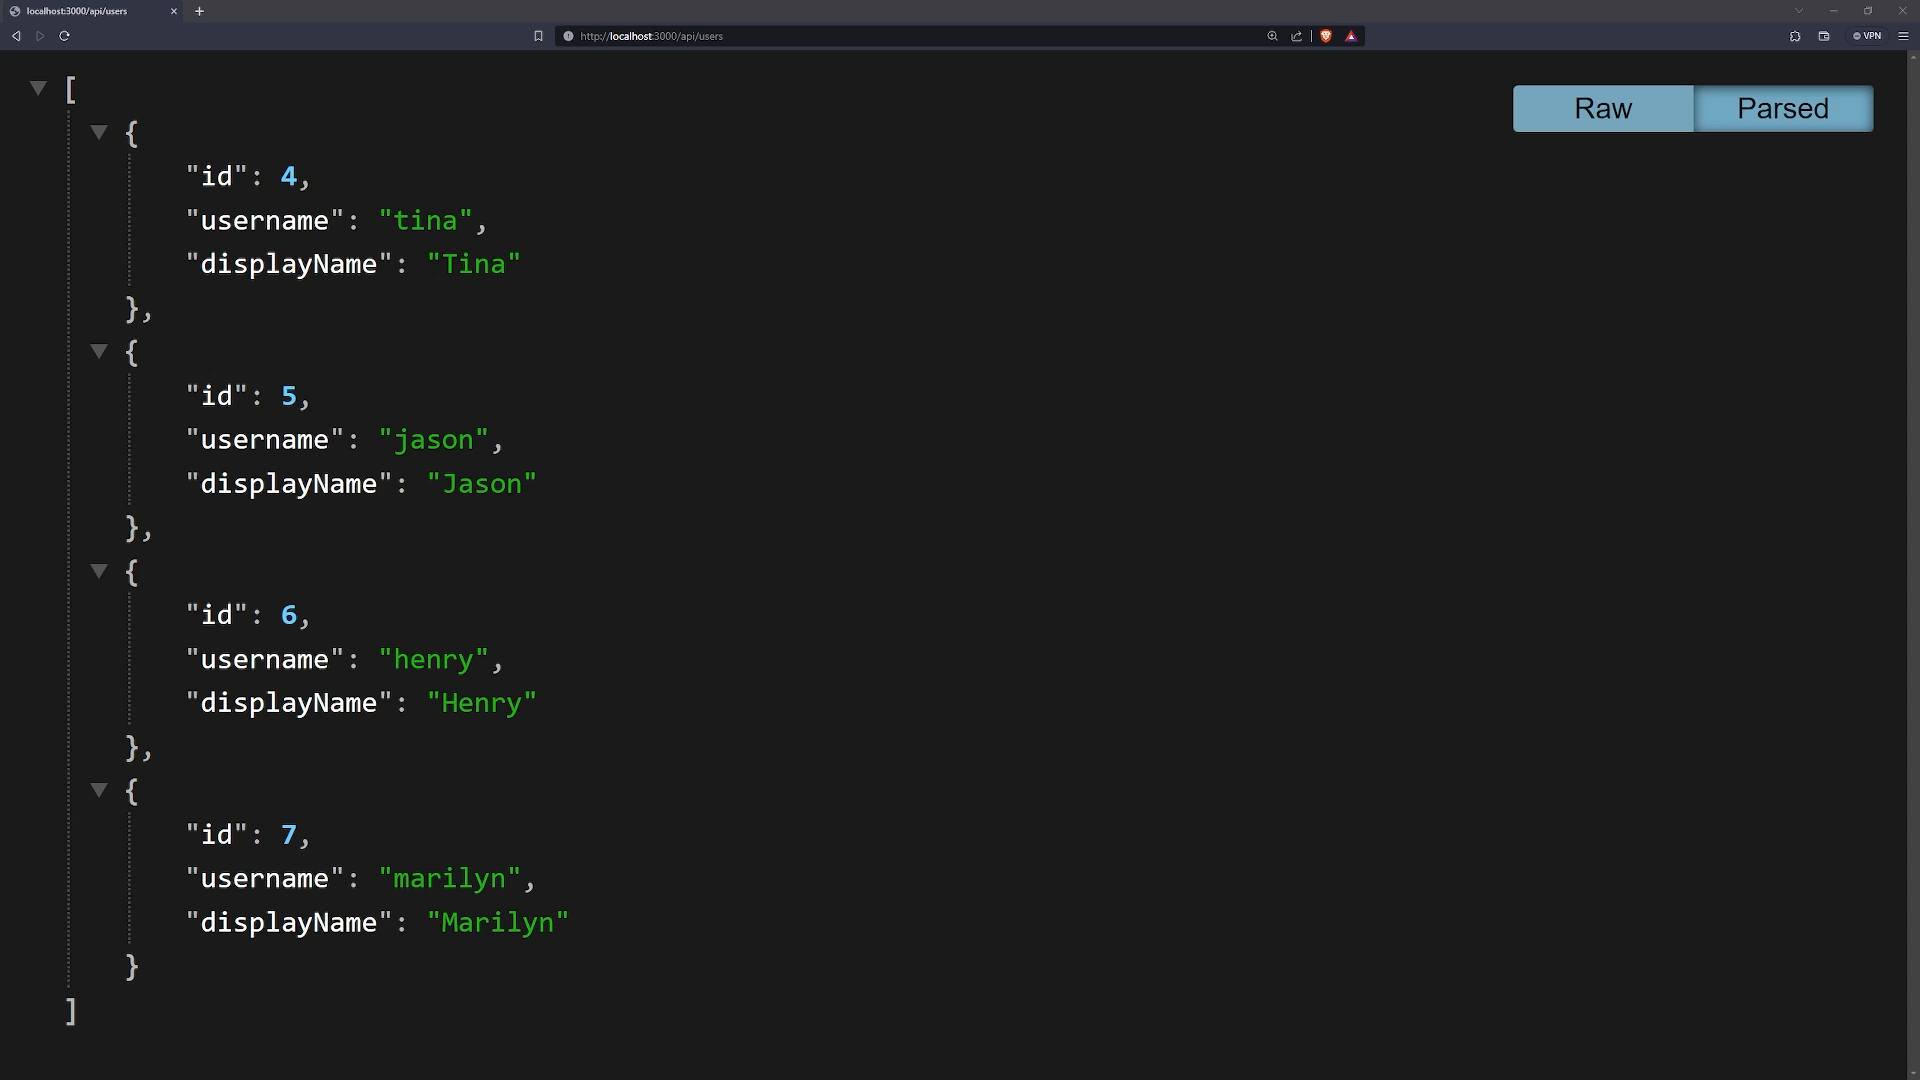 localhost:3000/api/users
http://localhost:3000/api/users
VPN
Raw
Parsed
[
{
"id": 4,
"username": "tina",
"displayName": "Tina"
},
{
"id": 5,
"username": "jason",
"displayName": "Jason"
},
{
"id": 6,
"username": "henry",
"displayName": "Henry"
},
{
"id": 7,
"username": "marilyn",
"displayName": "Marilyn"
}
]